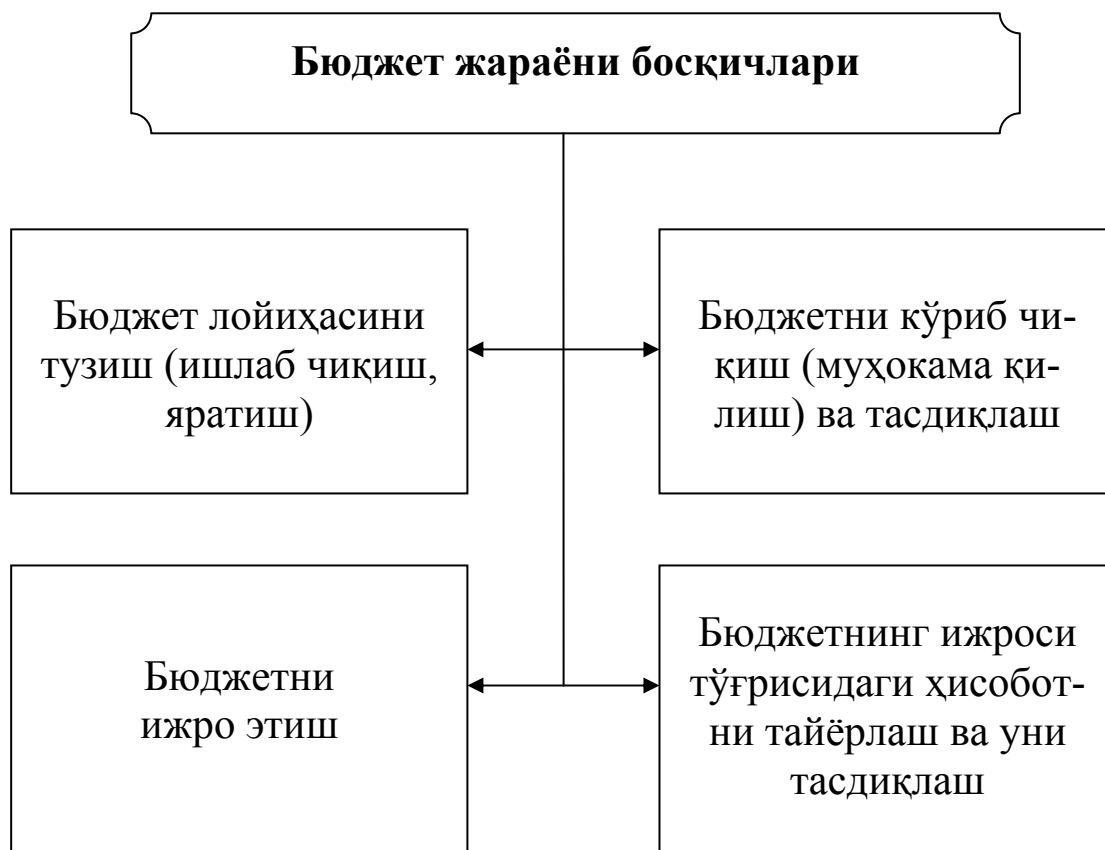 Бюджет жараёни босқичлари
Бюджет лойиҳасини
тузиш (ишлаб чиқиш,
яратиш)
Бюджетни кўриб чи-
қиш (муҳокама қи-
лиш) ва тасдиқлаш
Бюджетни
ижро этиш
Бюджетнинг ижроси
тўғрисидаги ҳисобот-
ни тайёрлаш ва уни
тасдиқлаш